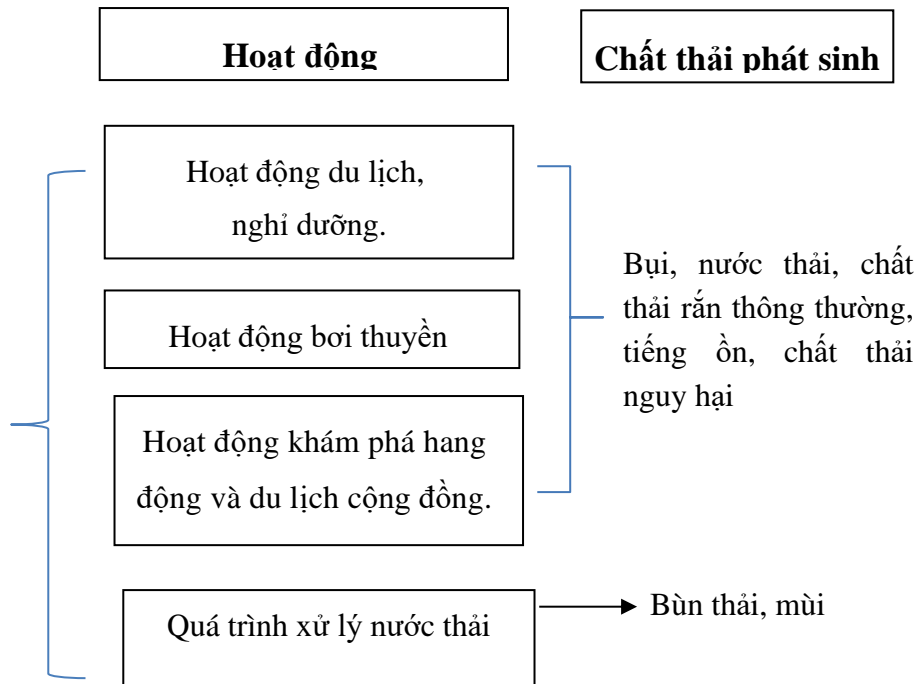 Hoạt động
Chất thải phát sinh
Hoạt động du lịch,
nghỉ dưỡng.
Hoạt động bơi thuyền
Hoạt động khám phá hang
động và du lịch cộng đồng.
Quá trình xử lý nước thải
Bụi, nước thải, chất
thải rắn thông thường,
tiếng ồn, chất thải
nguy hại
Bùn thải, mùi